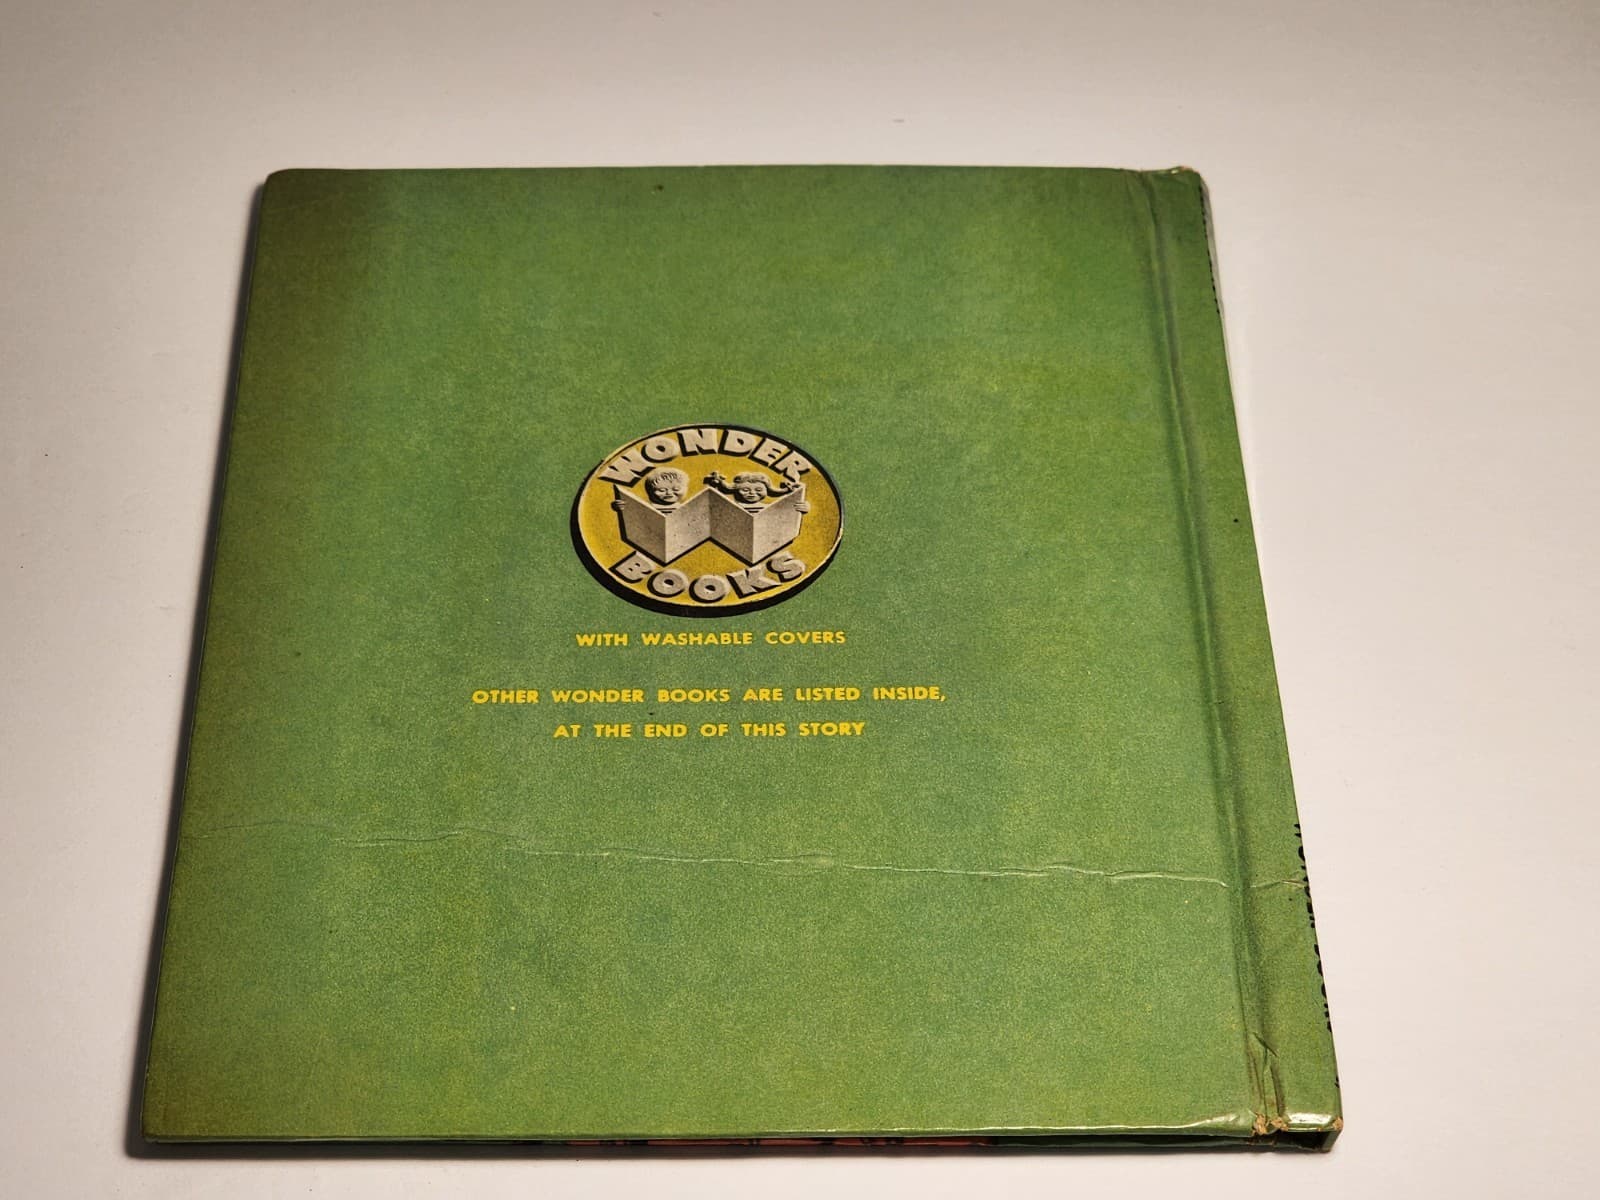 WONDER
BOOKS
WITH WASHABLE COVERS
OTHER WONDER BOOKS ARE LISTED INSIDE,
AT THE END OF THIS STORY